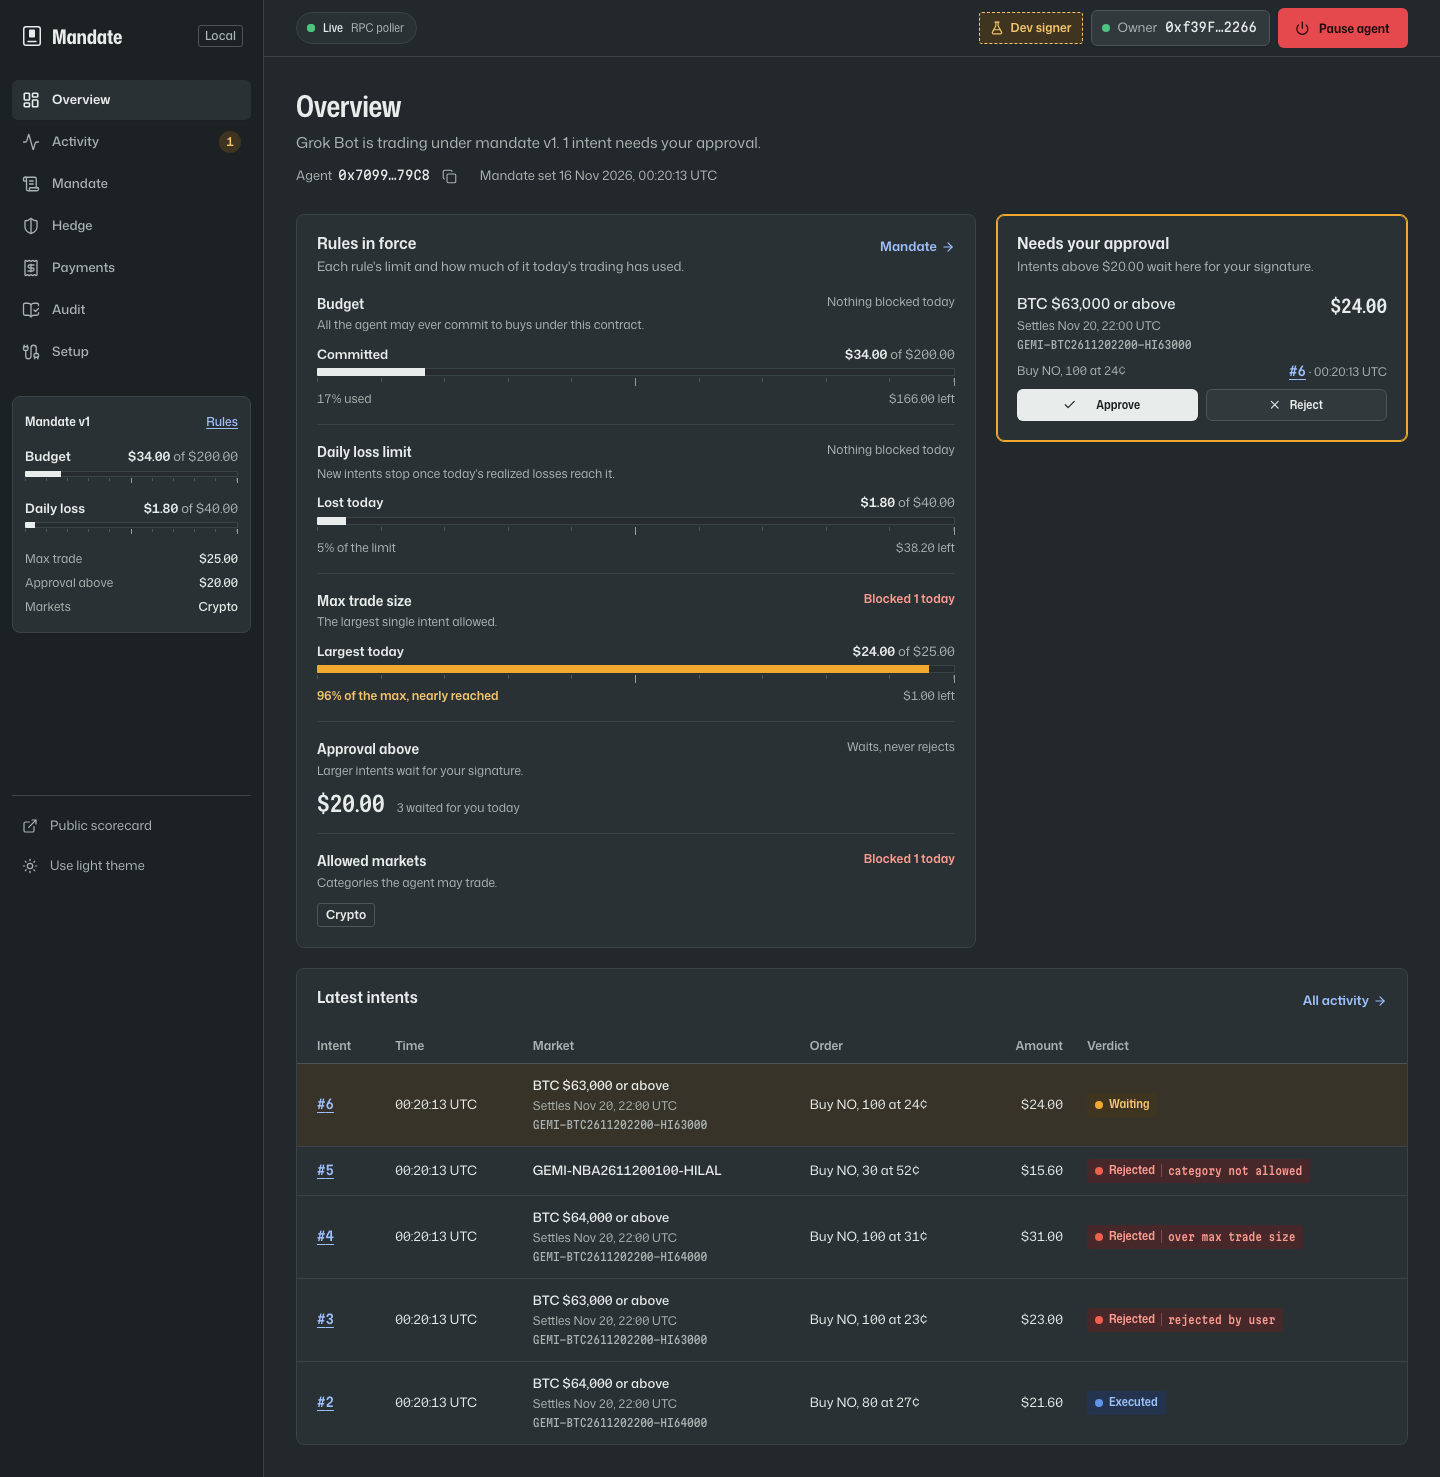 Mandate
Local
Overview
Activity
1
Mandate
Hedge
Payments
Audit
Setup
Mandate v1
Rules
Budget
$34.00 of $200.00
Daily loss
$1.80 of $40.00
Max trade
$25.00
Approval above
$20.00
Markets
Crypto
Public scorecard
Use light theme
Live RPC poller
Dev signer
Owner 0xf39F…2266
Pause agent
Overview
Grok Bot is trading under mandate v1. 1 intent needs your approval.
Agent 0x7099…79C8
Mandate set 16 Nov 2026, 00:20:13 UTC
Rules in force
Mandate
Each rule's limit and how much of it today's trading has used.
Budget
Nothing blocked today
All the agent may ever commit to buys under this contract.
Committed
$34.00 of $200.00
17% used
$166.00 left
Daily loss limit
Nothing blocked today
New intents stop once today's realized losses reach it.
Lost today
$1.80 of $40.00
5% of the limit
$38.20 left
Max trade size
Blocked 1 today
The largest single intent allowed.
Largest today
$24.00 of $25.00
96% of the max, nearly reached
$1.00 left
Approval above
Waits, never rejects
Larger intents wait for your signature.
$20.00 3 waited for you today
Allowed markets
Blocked 1 today
Categories the agent may trade.
Crypto
Needs your approval
Intents above $20.00 wait here for your signature.
BTC $63,000 or above
$24.00
Settles Nov 20, 22:00 UTC
GEMI-BTC2611202200-HI63000
Buy NO, 100 at 24¢
#6 · 00:20:13 UTC
Approve
Reject
Latest intents
All activity
Intent Time Market Order Amount Verdict
#6 00:20:13 UTC BTC $63,000 or above Buy NO, 100 at 24¢ $24.00 Waiting
Settles Nov 20, 22:00 UTC
GEMI-BTC2611202200-HI63000
#5 00:20:13 UTC GEMI-NBA2611200100-HILAL Buy NO, 30 at 52¢ $15.60 Rejected category not allowed
#4 00:20:13 UTC BTC $64,000 or above Buy NO, 100 at 31¢ $31.00 Rejected over max trade size
Settles Nov 20, 22:00 UTC
GEMI-BTC2611202200-HI64000
#3 00:20:13 UTC BTC $63,000 or above Buy NO, 100 at 23¢ $23.00 Rejected rejected by user
Settles Nov 20, 22:00 UTC
GEMI-BTC2611202200-HI63000
#2 00:20:13 UTC BTC $64,000 or above Buy NO, 80 at 27¢ $21.60 Executed
Settles Nov 20, 22:00 UTC
GEMI-BTC2611202200-HI64000